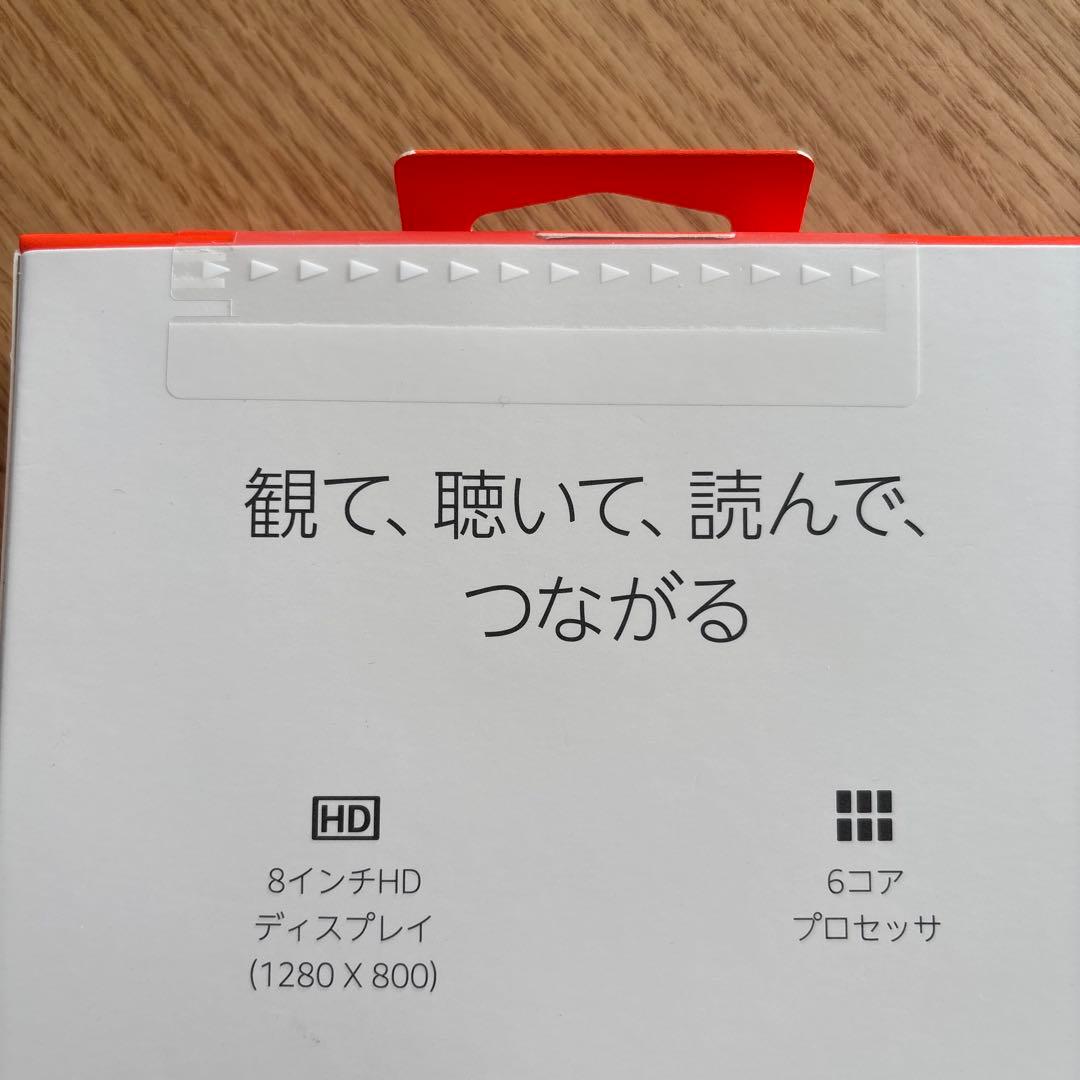 観て、聴いて、読んで、
つながる
HD
8インチHD
ディスプレイ
(1280 X 800)
6コア
プロセッサ